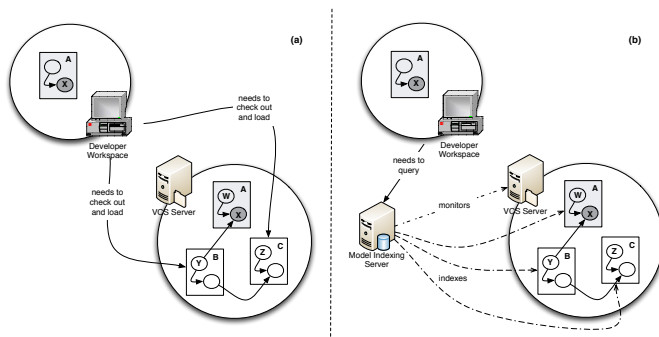 (a)
A
X
Developer
Workspace
needs to
check out
and load
needs to
check out
and load
VCS Server
A
W
X
B
Y
C
Z
(b)
A
X
Developer
Workspace
needs to
query
Model Indexing
Server
monitors
indexes
VCS Server
A
W
X
B
Y
C
Z